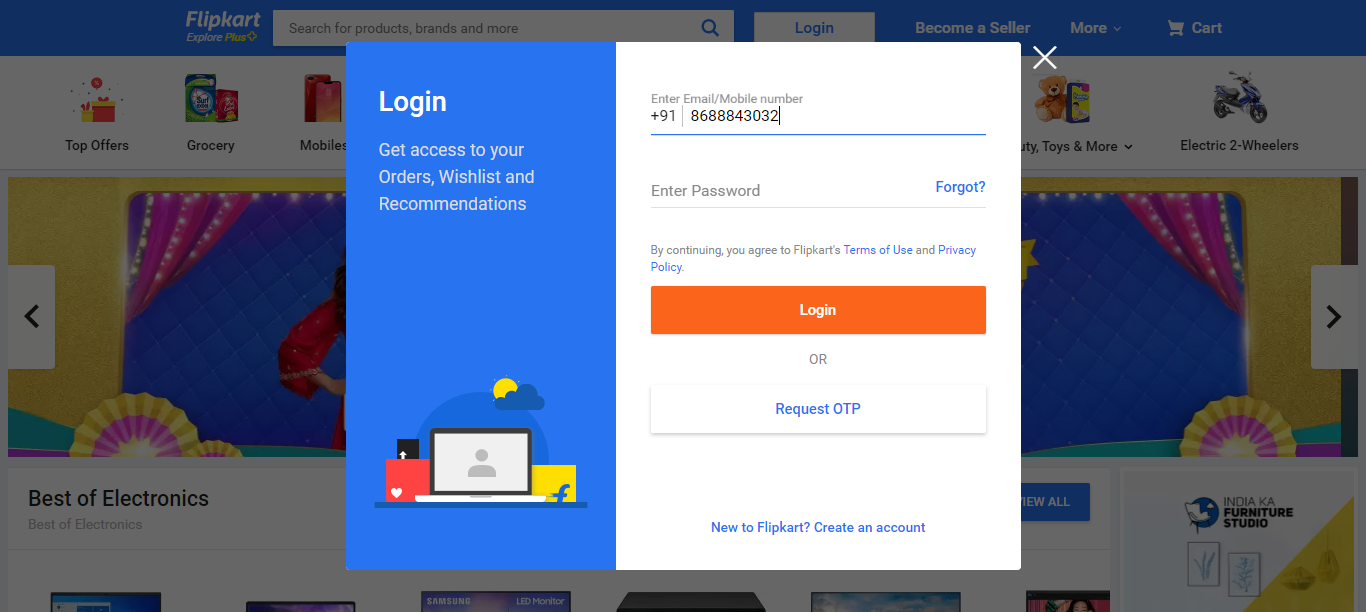 Flipkart
Explore Plus
Search for products, brands and more
Login
Become a Seller
More
Cart
Top Offers
Grocery
Mobiles
uty, Toys & More
Electric 2-Wheelers
Login
Get access to your
Orders, Wishlist and
Recommendations
Enter Email/Mobile number
+91 8688843032
Enter Password
Forgot?
By continuing, you agree to Flipkart's Terms of Use and Privacy
Policy.
Login
OR
Request OTP
New to Flipkart? Create an account
Best of Electronics
Best of Electronics
VIEW ALL
INDIA KA
FURNITURE
STUDIO
SAMSUNG
LED Monitor